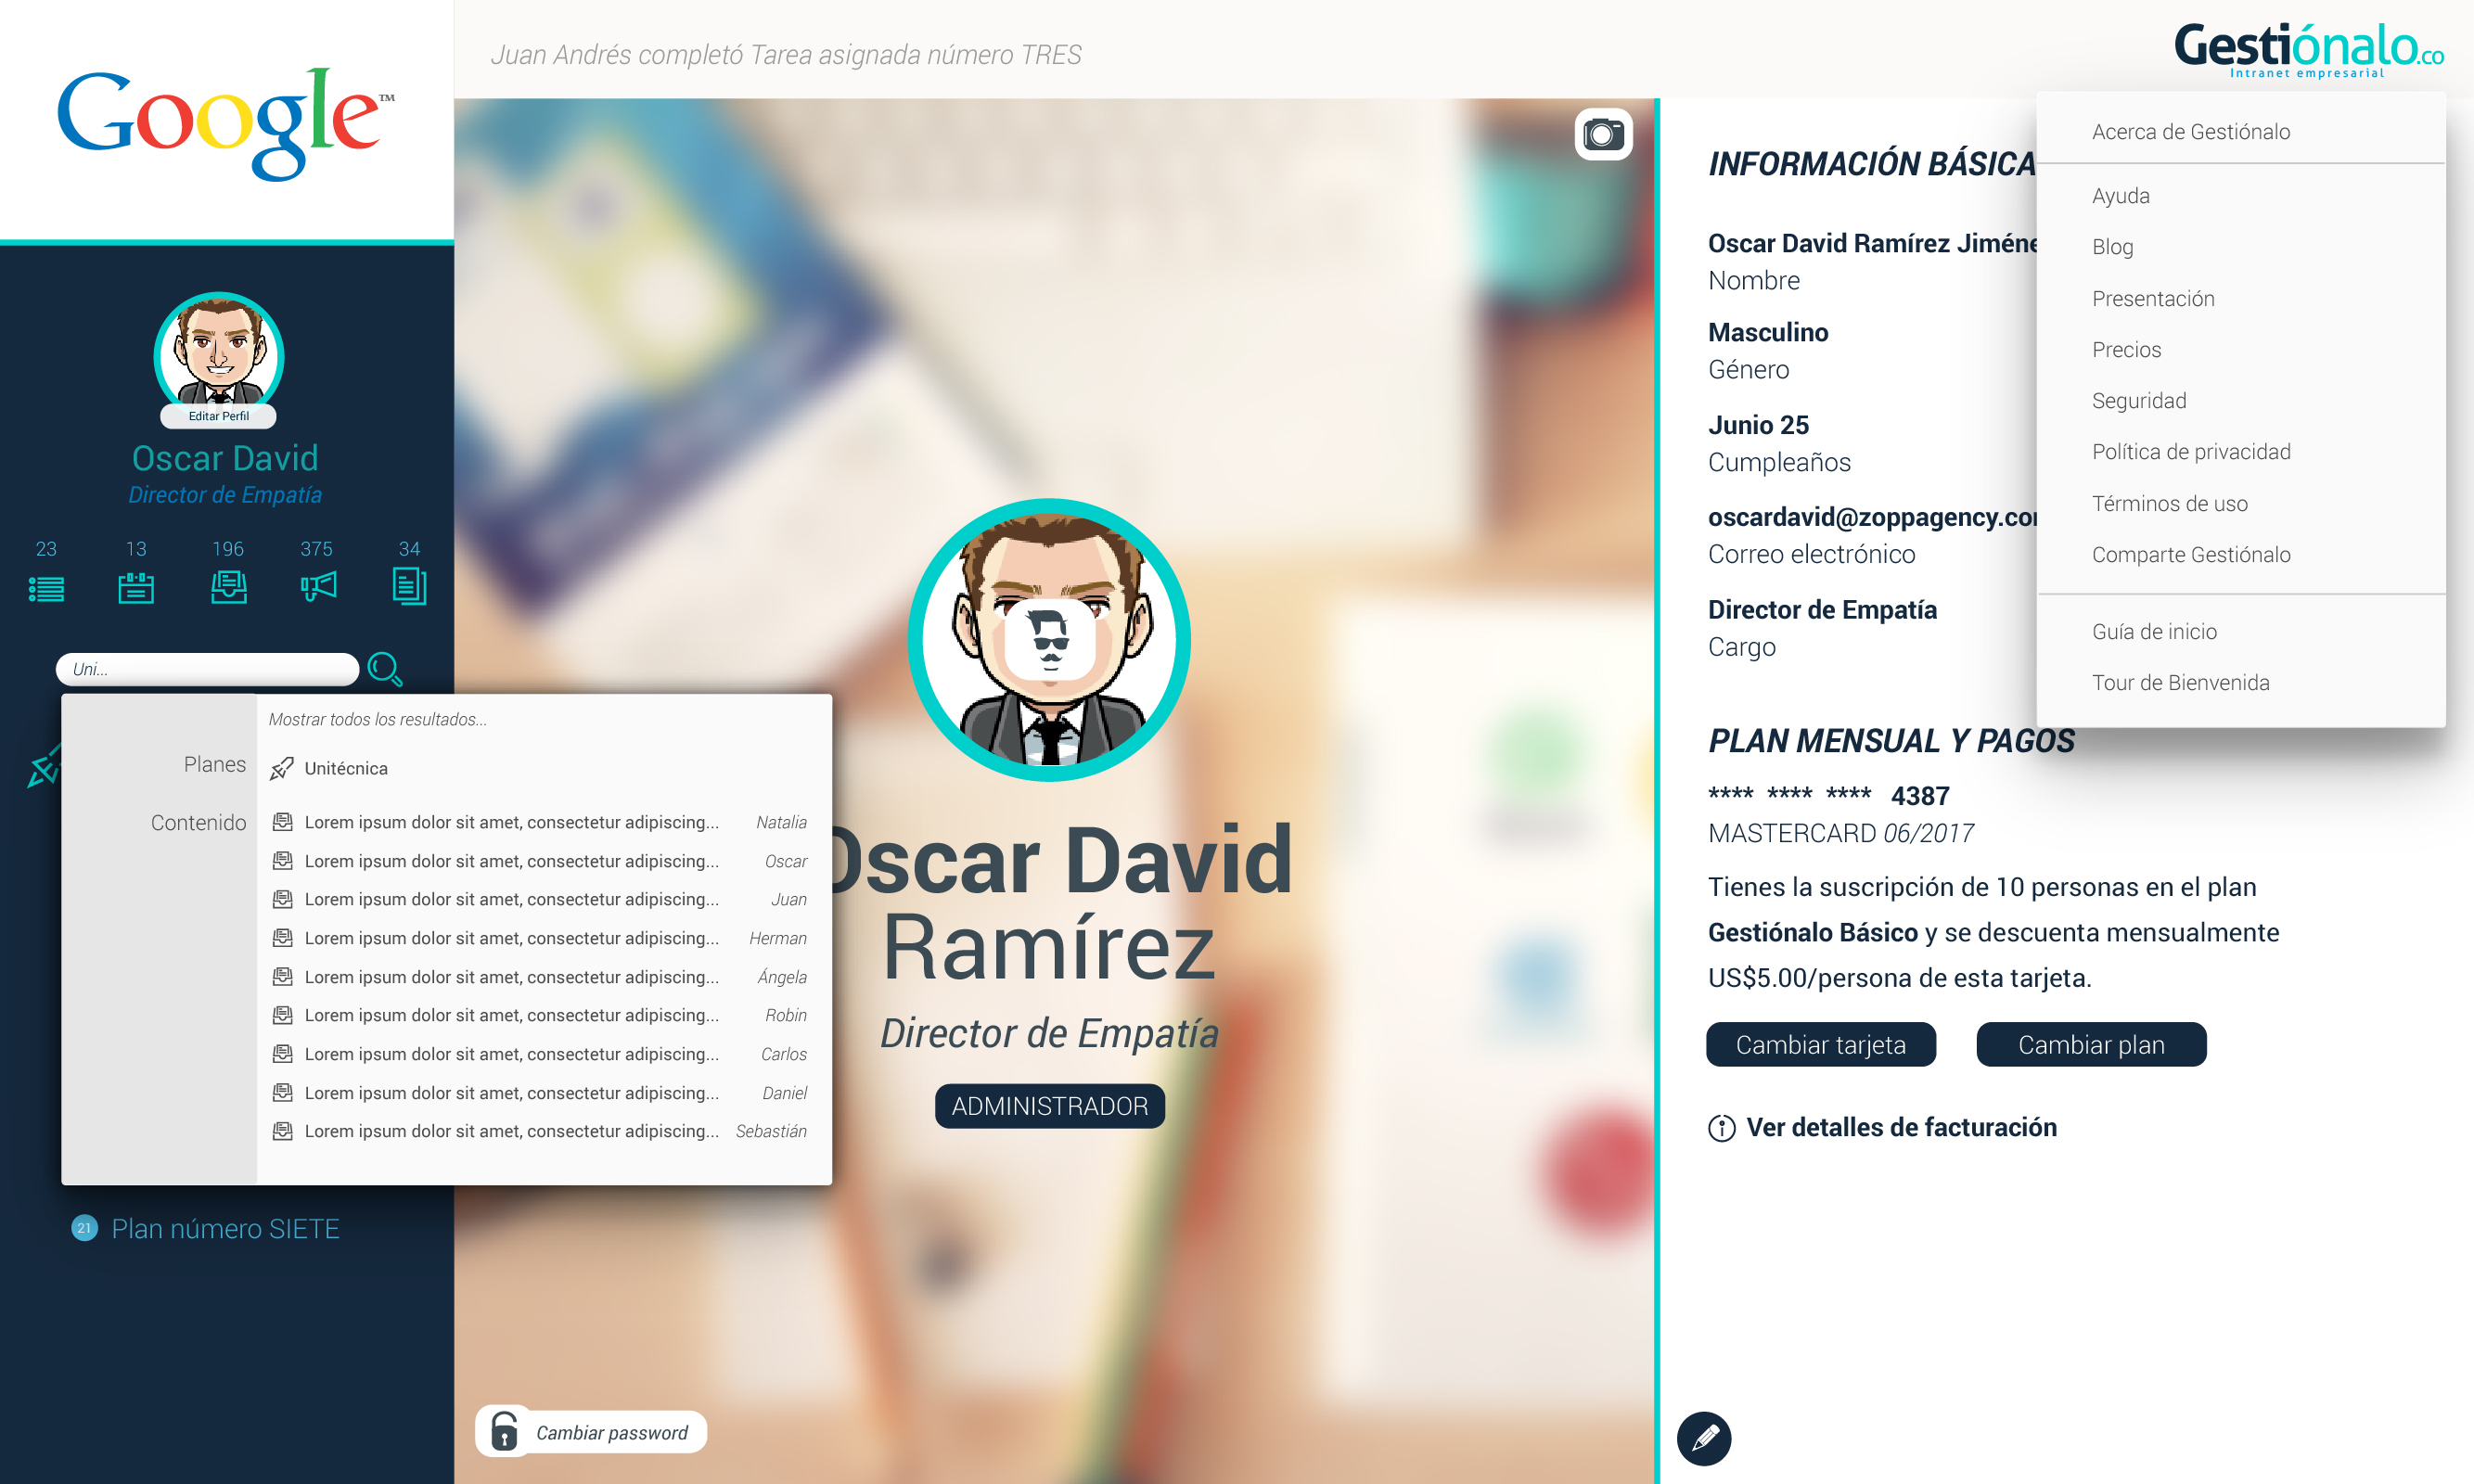 Google™
Juan Andrés completó Tarea asignada número TRES
Gestiónalo.co
Intranet empresarial
Editar Perfil
Oscar David
Director de Empatía
23
13
196
375
34
Uni...
Mostrar todos los resultados...
Planes
Unitécnica
Contenido
Lorem ipsum dolor sit amet, consectetur adipiscing... Natalia
Lorem ipsum dolor sit amet, consectetur adipiscing... Oscar
Lorem ipsum dolor sit amet, consectetur adipiscing... Juan
Lorem ipsum dolor sit amet, consectetur adipiscing... Herman
Lorem ipsum dolor sit amet, consectetur adipiscing... Ángela
Lorem ipsum dolor sit amet, consectetur adipiscing... Robin
Lorem ipsum dolor sit amet, consectetur adipiscing... Carlos
Lorem ipsum dolor sit amet, consectetur adipiscing... Daniel
Lorem ipsum dolor sit amet, consectetur adipiscing... Sebastián
21 Plan número SIETE
Oscar David
Ramírez
Director de Empatía
ADMINISTRADOR
Cambiar password
INFORMACIÓN BÁSICA
Oscar David Ramírez Jiméne
Nombre
Masculino
Género
Junio 25
Cumpleaños
oscardavid@zoppagency.co
Correo electrónico
Director de Empatía
Cargo
PLAN MENSUAL Y PAGOS
**** **** **** 4387
MASTERCARD 06/2017
Tienes la suscripción de 10 personas en el plan
Gestiónalo Básico y se descuenta mensualmente
US$5.00/persona de esta tarjeta.
Cambiar tarjeta
Cambiar plan
Ver detalles de facturación
Acerca de Gestiónalo
Ayuda
Blog
Presentación
Precios
Seguridad
Política de privacidad
Términos de uso
Comparte Gestiónalo
Guía de inicio
Tour de Bienvenida